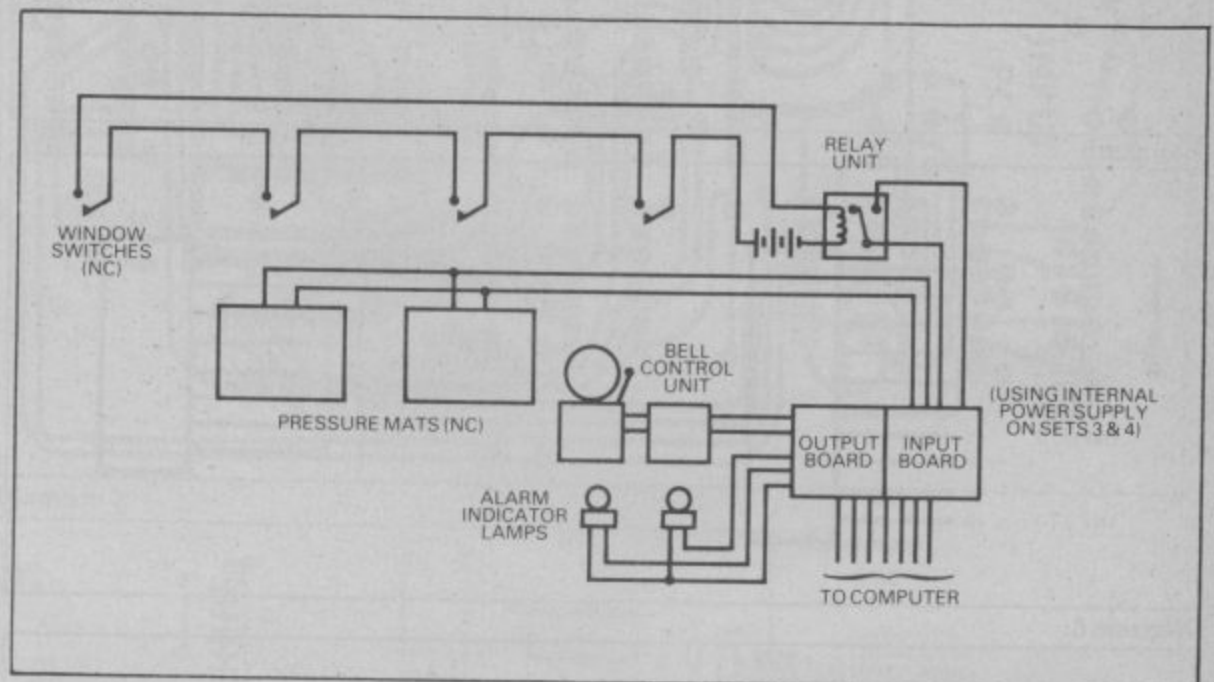 RELAY
UNIT
WINDOW
SWITCHES
(NC)
PRESSURE MATS (NC)
BELL
CONTROL
UNIT
(USING INTERNAL
POWER SUPPLY
ON SETS 3 & 4)
OUTPUT
BOARD
INPUT
BOARD
ALARM
INDICATOR
LAMPS
TO COMPUTER